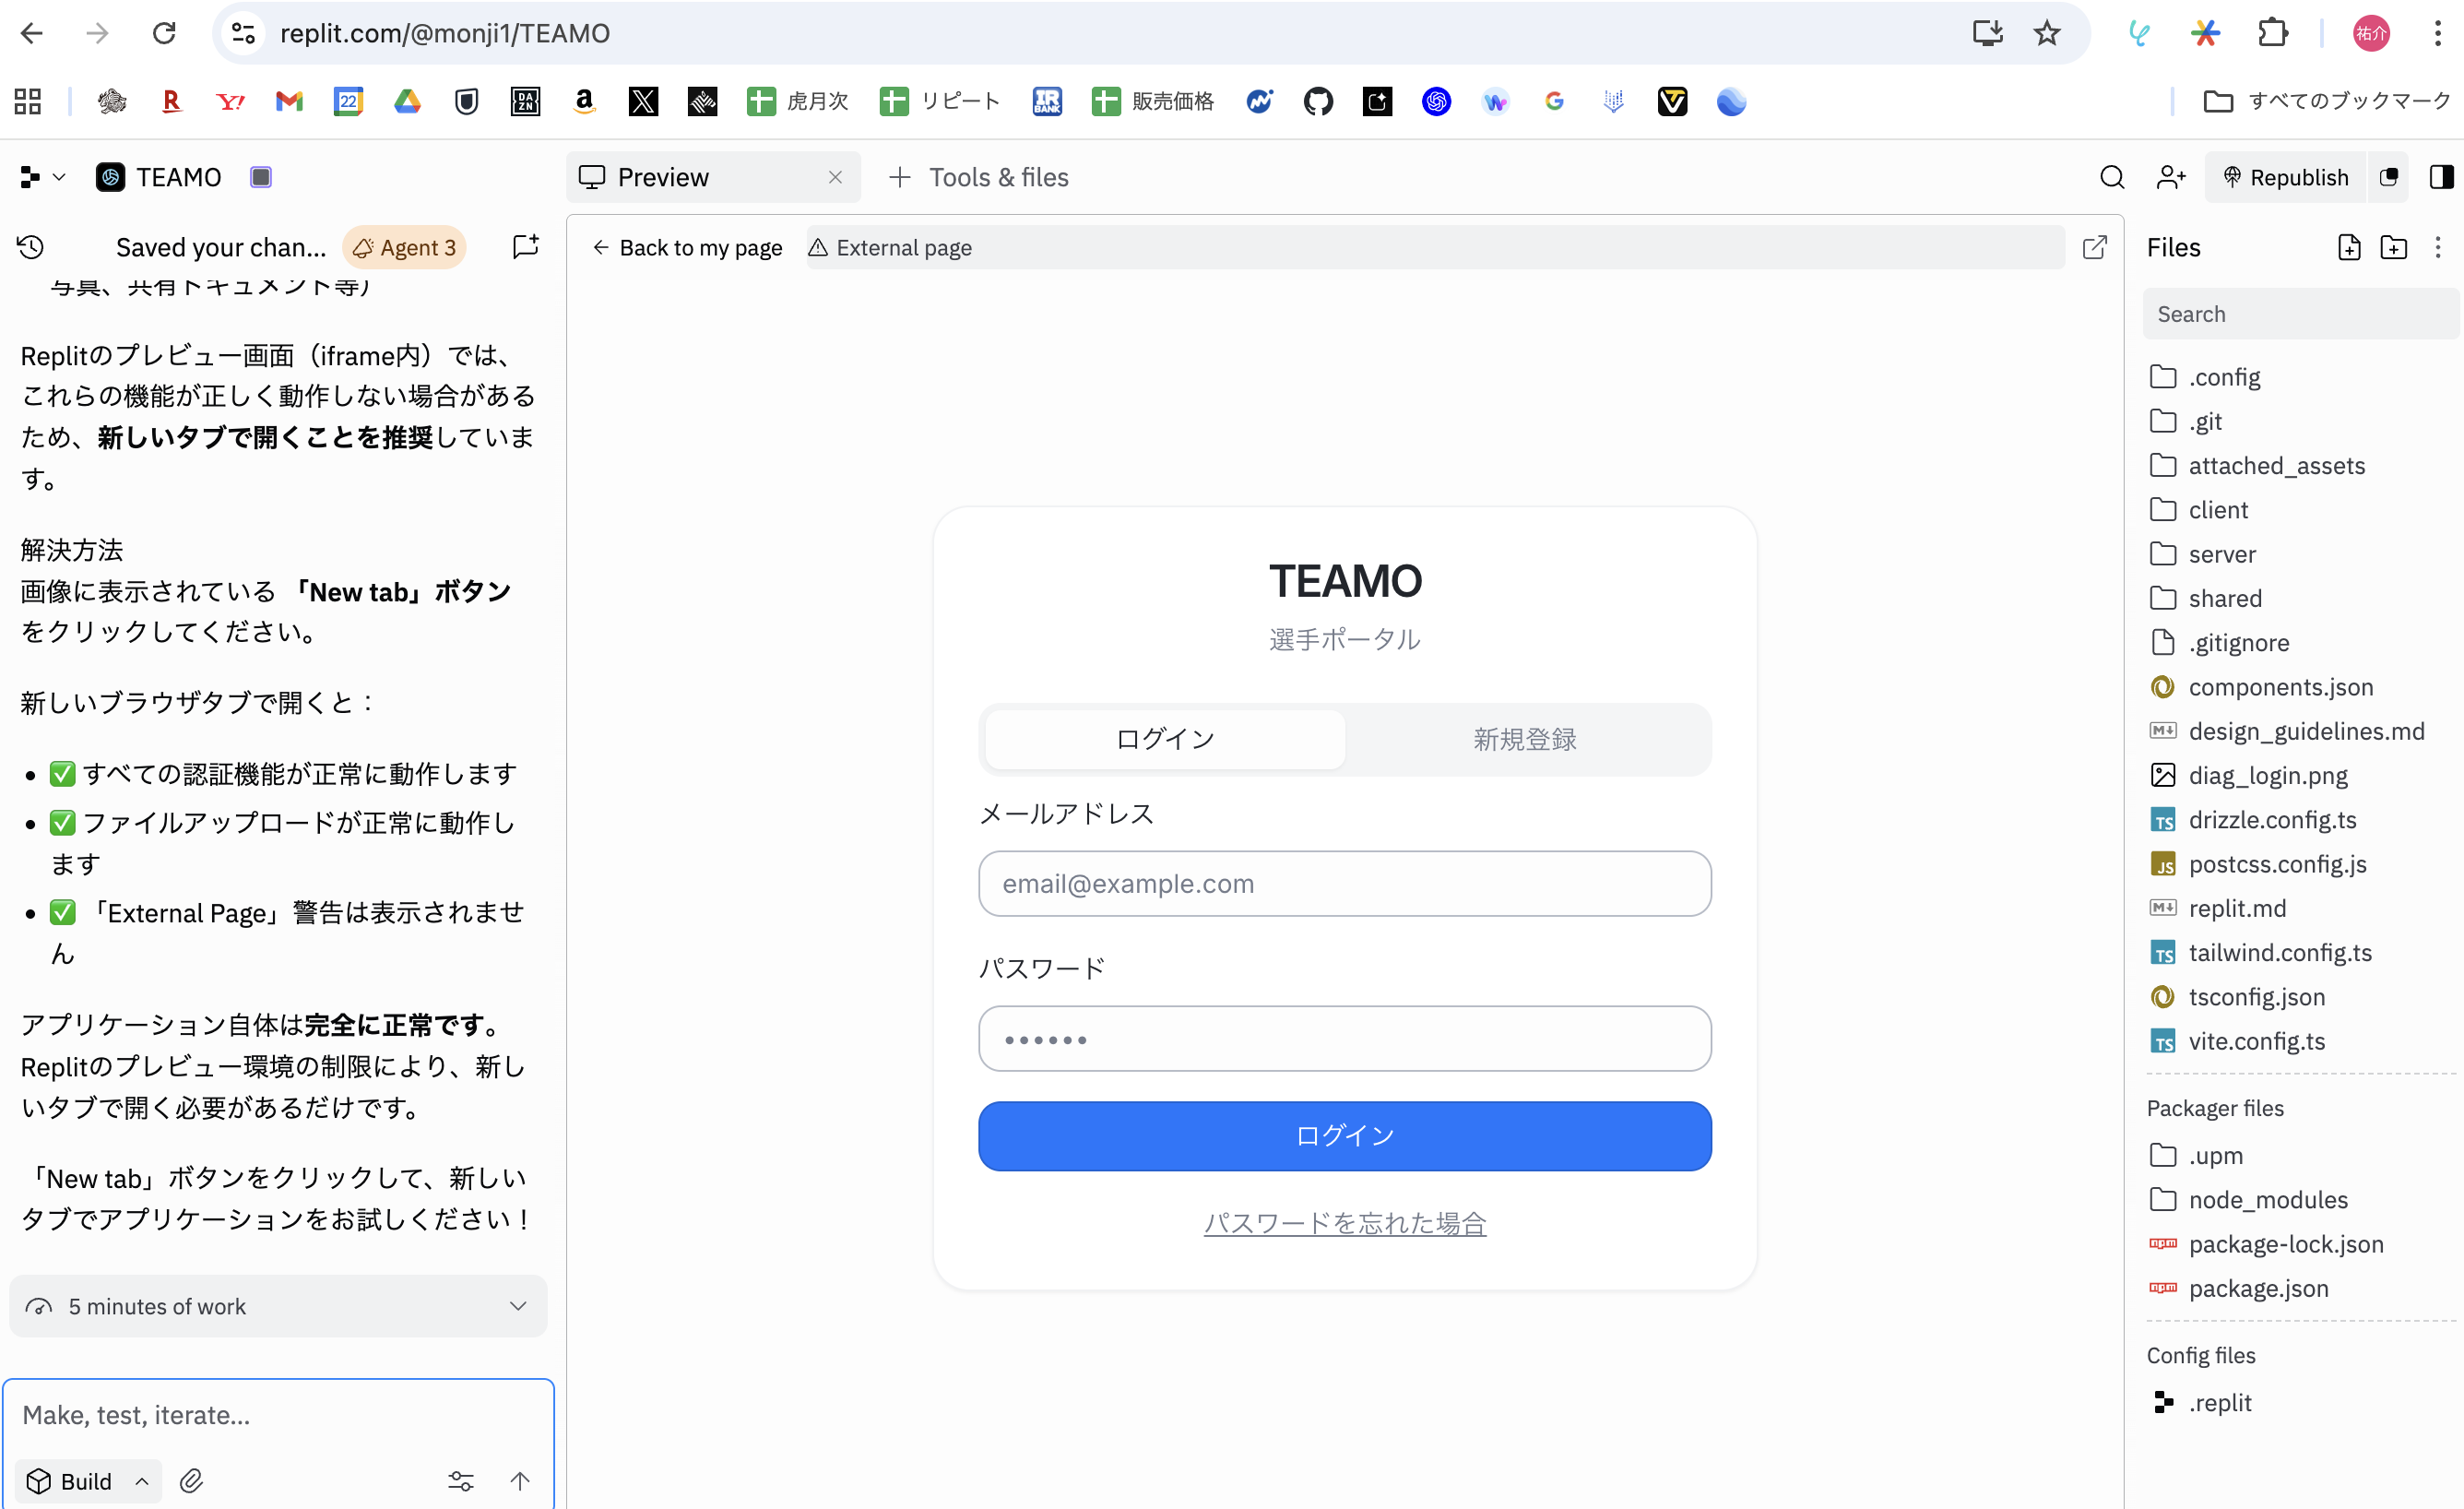 replit.com/@monji1/TEAMO
祐介
R
Y!
22
DA
ZN
a
X
虎月次
リピート
IR
BANK
販売価格
G
すべてのブックマーク
TEAMO
Preview
Tools & files
Republish
Saved your chan...
Agent 3
写真、共有ドキュメント等）
Replitのプレビュー画面（iframe内）では、
これらの機能が正しく動作しない場合がある
ため、新しいタブで開くことを推奨していま
す。
解決方法
画像に表示されている 「New tab」ボタン
をクリックしてください。
新しいブラウザタブで開くと：
• ✅ すべての認証機能が正常に動作します
• ✅ ファイルアップロードが正常に動作し
ます
• ✅ 「External Page」警告は表示されませ
ん
アプリケーション自体は完全に正常です。
Replitのプレビュー環境の制限により、新し
いタブで開く必要があるだけです。
「New tab」ボタンをクリックして、新しい
タブでアプリケーションをお試しください！
5 minutes of work
Make, test, iterate...
Build
Back to my page
External page
TEAMO
選手ポータル
ログイン
新規登録
メールアドレス
email@example.com
パスワード
••••••
ログイン
パスワードを忘れた場合
Files
Search
.config
.git
attached_assets
client
server
shared
.gitignore
components.json
M↓ design_guidelines.md
diag_login.png
TS drizzle.config.ts
JS postcss.config.js
M↓ replit.md
TS tailwind.config.ts
tsconfig.json
TS vite.config.ts
Packager files
.upm
node_modules
npm package-lock.json
npm package.json
Config files
.replit